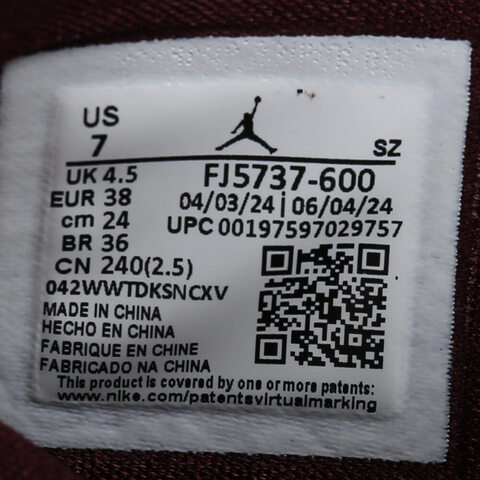 US
7
SZ
UK 4.5
FJ5737-600
EUR 38
04/03/24 | 06/04/24
cm 24
UPC 00197597029757
BR 36
CN 240(2.5)
042WWTDKSNCXV
MADE IN CHINA
HECHO EN CHINA
FABRIQUE EN CHINE
FABRICADO NA CHINA
This product is covered by one or more patents:
www.nike.com/patentsvirtualmarking